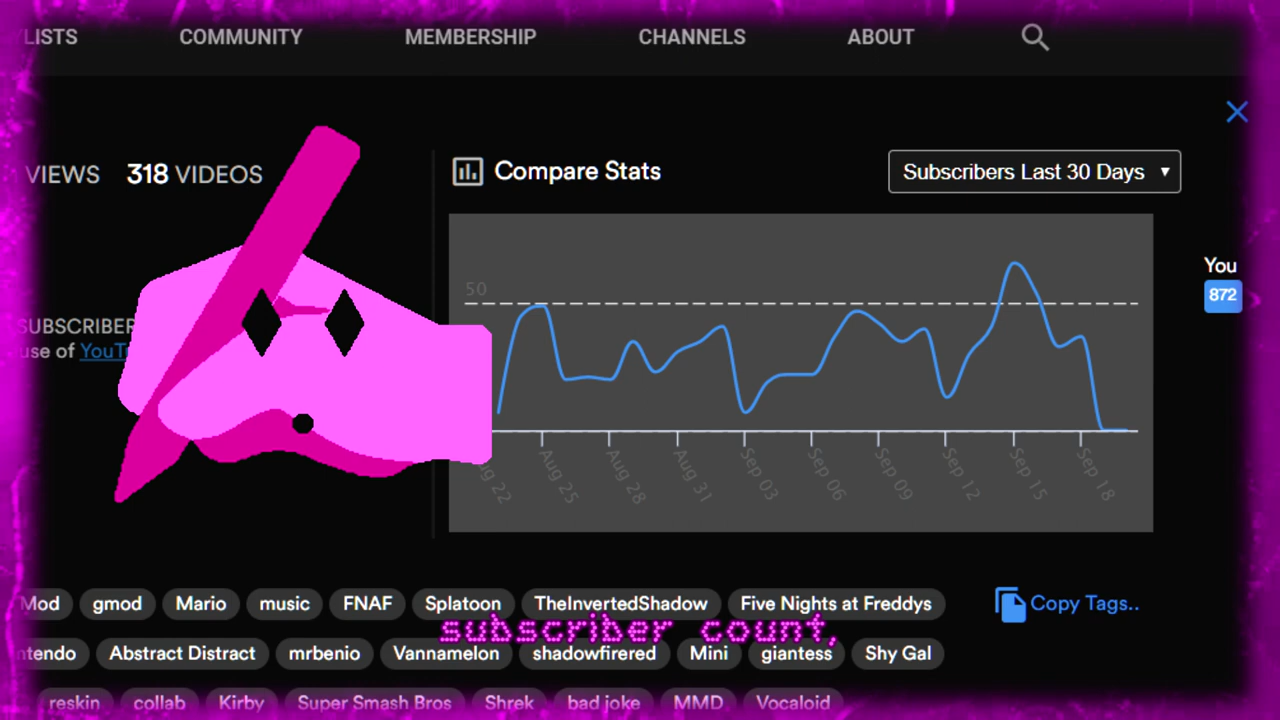 LISTS COMMUNITY MEMBERSHIP CHANNELS ABOUT
VIEWS 318 VIDEOS
Compare Stats
Subscribers Last 30 Days
50
You
872
SUBSCRIBER
use of YouT
ug 22 Aug 25 Aug 28 Aug 31 Sep 03 Sep 06 Sep 09 Sep 12 Sep 15 Sep 18
Mod gmod Mario music FNAF Splatoon TheInvertedShadow Five Nights at Freddys
Copy Tags..
subscriber count,
ntendo Abstract Distract mrbenio Vannamelon shadowfirered Mini giantess Shy Gal
reskin collab Kirby Super Smash Bros Shrek bad joke MMD Vocaloid